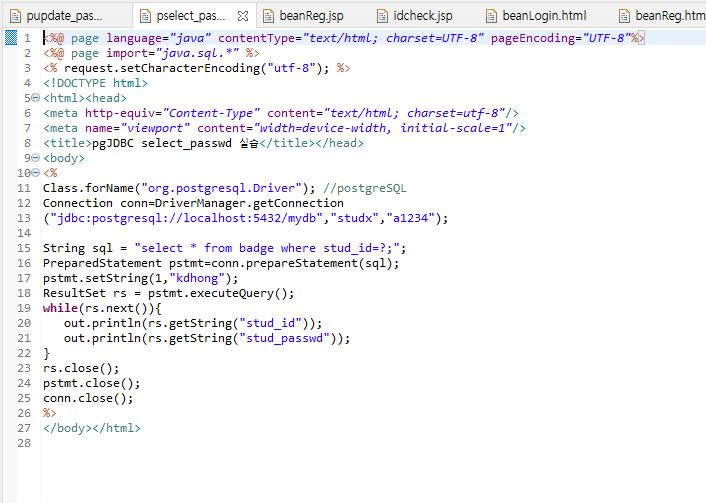 pupdate_pas... pselect_pas... beanReg.jsp idcheck.jsp beanLogin.html beanReg.htm
1 <%@ page language="java" contentType="text/html; charset=UTF-8" pageEncoding="UTF-8"%>
2 <%@ page import="java.sql.*" %>
3 <% request.setCharacterEncoding("utf-8"); %>
4 <!DOCTYPE html>
5 <html><head>
6 <meta http-equiv="Content-Type" content="text/html; charset=utf-8"/>
7 <meta name="viewport" content="width=device-width, initial-scale=1"/>
8 <title>pgJDBC select_passwd 실습</title></head>
9 <body>
10 <%
11 Class.forName("org.postgresql.Driver"); //postgreSQL
12 Connection conn=DriverManager.getConnection
13 ("jdbc:postgresql://localhost:5432/mydb","studx","a1234");
14
15 String sql = "select * from badge where stud_id=?;";
16 PreparedStatement pstmt=conn.prepareStatement(sql);
17 pstmt.setString(1,"kdhong");
18 ResultSet rs = pstmt.executeQuery();
19 while(rs.next()){
20 out.println(rs.getString("stud_id"));
21 out.println(rs.getString("stud_passwd"));
22 }
23 rs.close();
24 pstmt.close();
25 conn.close();
26 %>
27 </body></html>
28